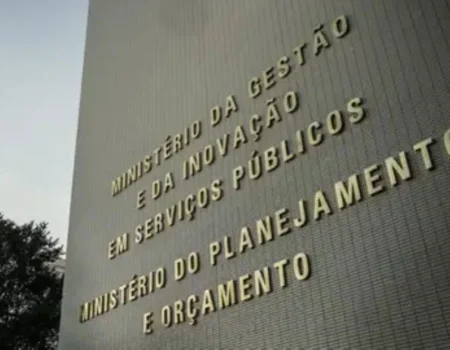 MINISTÉRIO DA GESTÃO
E DA INOVAÇÃO
EM SERVIÇOS PÚBLICOS
MINISTÉRIO DO PLANEJAMENTO
E ORÇAMENTO